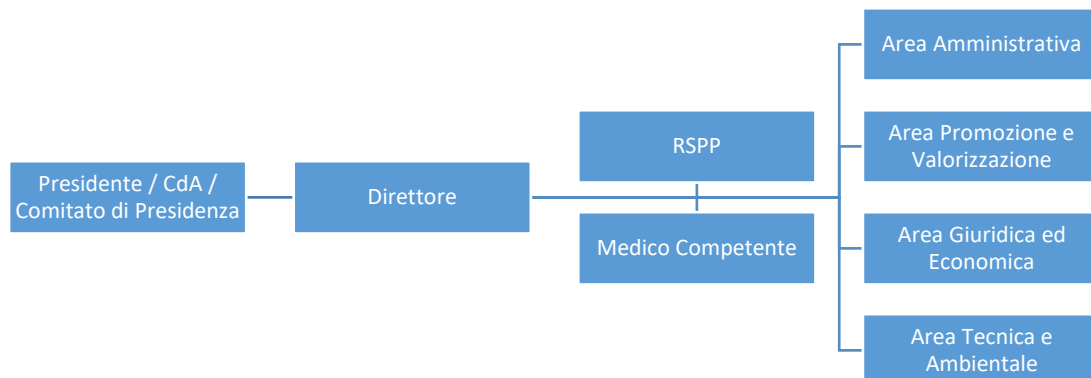 Presidente / CdA /
Comitato di Presidenza
Direttore
RSPP
Medico Competente
Area Amministrativa
Area Promozione e
Valorizzazione
Area Giuridica ed
Economica
Area Tecnica e
Ambientale